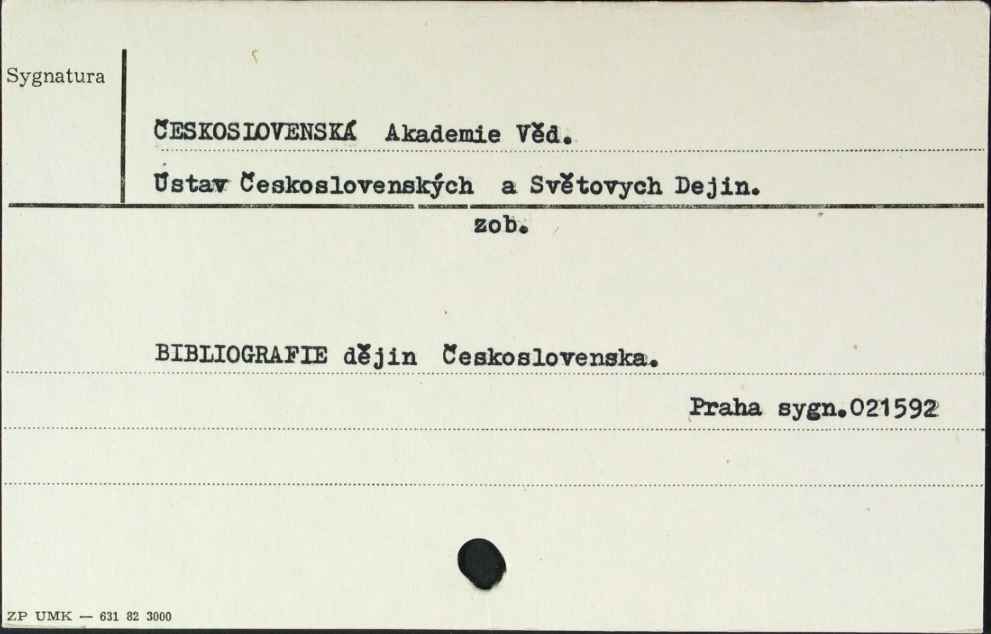 Sygnatura
ČESKOSLOVENSKÁ Akademie Věd.
Ústav Československých a Světovych Dejin.
zob.
BIBLIOGRAFIE dějin Československa.
Praha sygn.021592
ZP UMK — 631 82 3000